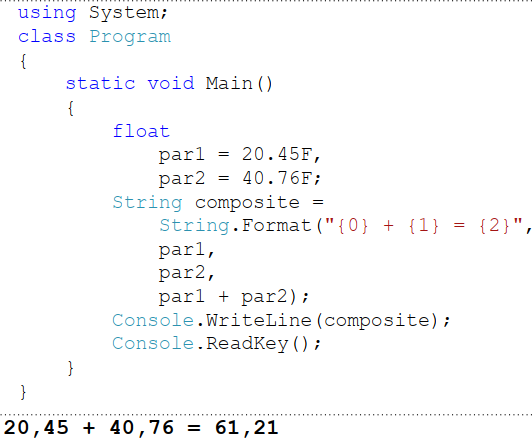 using System;
class Program
{
    static void Main()
    {
        float
            par1 = 20.45F,
            par2 = 40.76F;
        String composite =
            String.Format("{0} + {1} = {2}",
            par1,
            par2,
            par1 + par2);
        Console.WriteLine(composite);
        Console.ReadKey();
    }
}
20,45 + 40,76 = 61,21